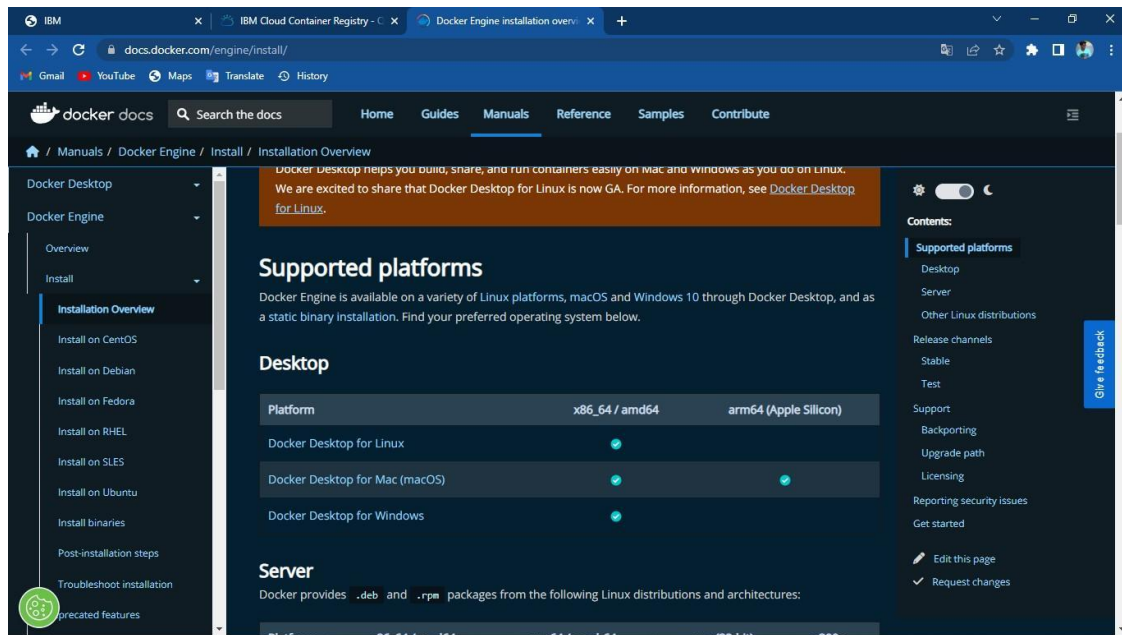 IBM
IBM Cloud Container Registry - C
Docker Engine installation overvi
docs.docker.com/engine/install/
Gmail
YouTube
Maps
Translate
History
docker docs
Search the docs
Home
Guides
Manuals
Reference
Samples
Contribute
/ Manuals / Docker Engine / Install / Installation Overview
Docker Desktop
Docker Engine
Overview
Install
Installation Overview
Install on CentOS
Install on Debian
Install on Fedora
Install on RHEL
Install on SLES
Install on Ubuntu
Install binaries
Post-installation steps
Troubleshoot installation
precated features
Docker Desktop helps you build, share, and run containers easily on Mac and Windows as you do on Linux.
We are excited to share that Docker Desktop for Linux is now GA. For more information, see Docker Desktop
for Linux.
Supported platforms
Docker Engine is available on a variety of Linux platforms, macOS and Windows 10 through Docker Desktop, and as
a static binary installation. Find your preferred operating system below.
Desktop
Platform x86_64 / amd64 arm64 (Apple Silicon)
Docker Desktop for Linux
Docker Desktop for Mac (macOS)
Docker Desktop for Windows
Server
Docker provides .deb and .rpm packages from the following Linux distributions and architectures:
Contents:
Supported platforms
Desktop
Server
Other Linux distributions
Release channels
Stable
Test
Support
Backporting
Upgrade path
Licensing
Reporting security issues
Get started
Edit this page
Request changes
Give feedback